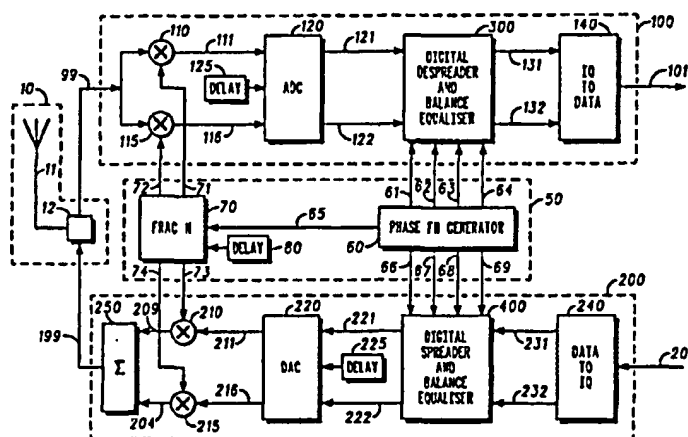 110
111
120
121
300
140
100
99
10
125
DELAY
ADC
DIGITAL
DESPREADER
AND
BALANCE
EQUALISER
131
132
IQ
TO
DATA
101
115
116
122
11
12
72
71
61
62
63
64
50
70
FRAC N
65
60
PHASE FN GENERATOR
DELAY
80
74
73
66
67
68
69
200
250
Σ
209
210
211
220
DAC
221
225
DELAY
222
400
DIGITAL
SPREADER
AND
BALANCE
EQUALISER
231
232
240
DATA
TO
IQ
199
204
215
216